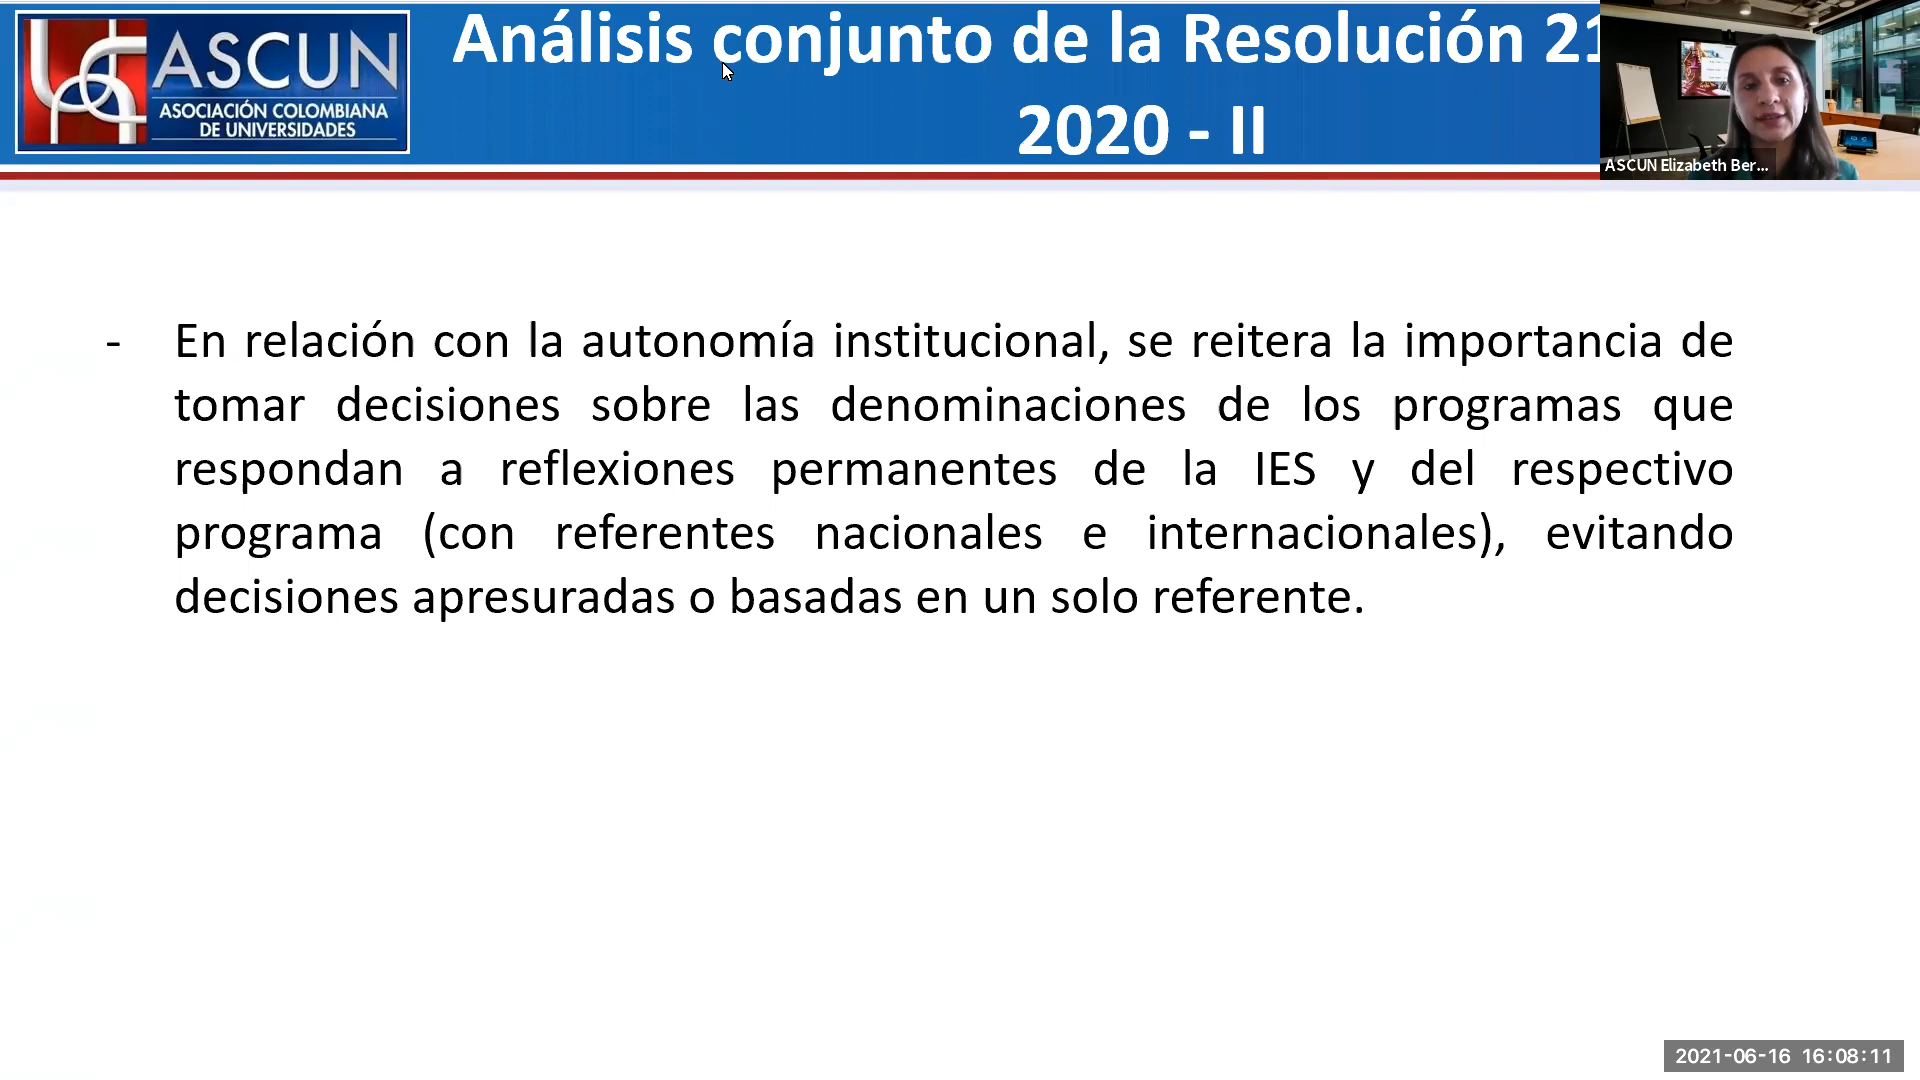 ASCUN
ASOCIACIÓN COLOMBIANA
DE UNIVERSIDADES
Análisis conjunto de la Resolución 21
2020 - II
ASCUN Elizabeth Ber...
- En relación con la autonomía institucional, se reitera la importancia de
tomar decisiones sobre las denominaciones de los programas que
respondan a reflexiones permanentes de la IES y del respectivo
programa (con referentes nacionales e internacionales), evitando
decisiones apresuradas o basadas en un solo referente.
2021-06-16 16:08:11